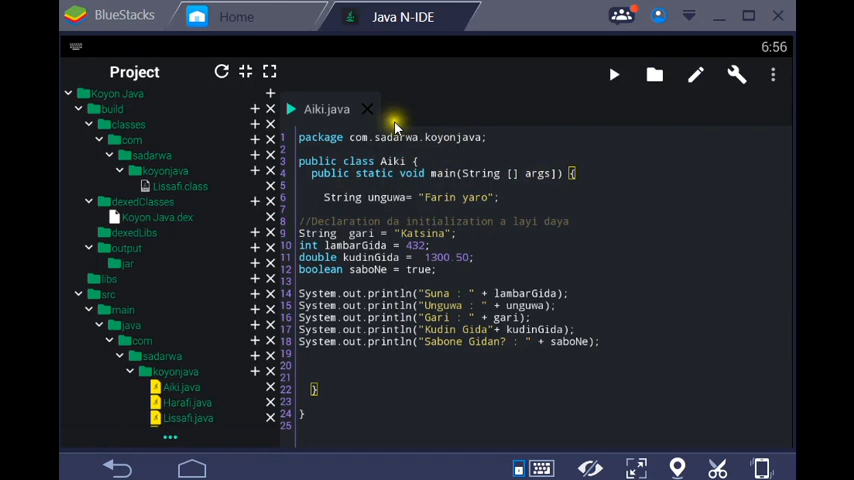 BlueStacks
Home
Java N-IDE
6:56
Project
Koyon Java
build
classes
com
sadarwa
koyonjava
Lissafi.class
dexedClasses
Koyon Java.dex
dexedLibs
output
jar
libs
src
main
java
com
sadarwa
koyonjava
Aiki.java
Harafi.java
Lissafi.java
Aiki.java
1 package com.sadarwa.koyonjava;
2
3 public class Aiki {
4 public static void main(String [] args]) {
5
6 String unguwa= "Farin yaro";
7
8 //Declaration da initialization a layi daya
9 String gari = "Katsina";
10 int lambarGida = 432;
11 double kudinGida = 1300.50;
12 boolean saboNe = true;
13
14 System.out.println("Suna : " + lambarGida);
15 System.out.println("Unguwa : " + unguwa);
16 System.out.println("Gari : " + gari);
17 System.out.println("Kudin Gida"+ kudinGida);
18 System.out.println("Sabone Gidan? : " + saboNe);
19
20
21
22 }
23
24 }
25